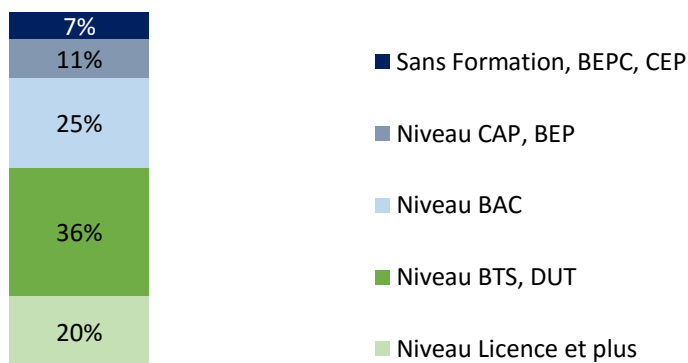 7%
11%
25%
36%
20%
Sans Formation, BEPC, CEP
Niveau CAP, BEP
Niveau BAC
Niveau BTS, DUT
Niveau Licence et plus